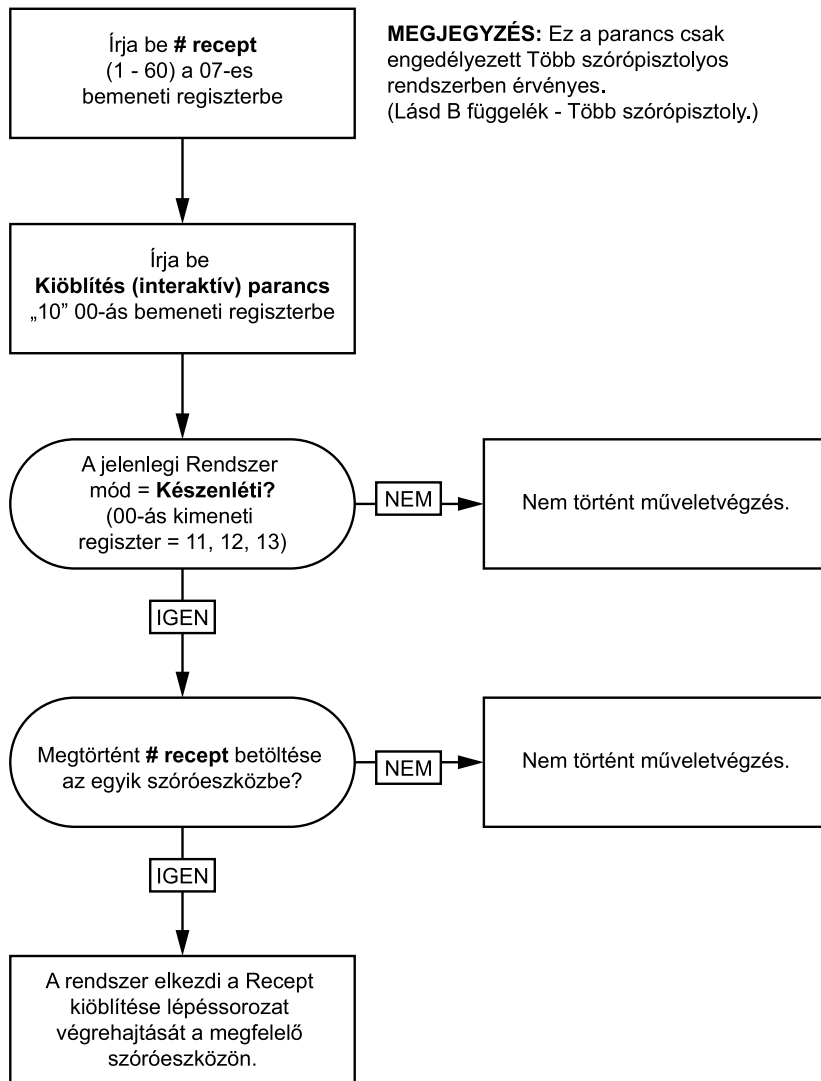 Írja be # recept
(1 - 60) a 07-es
bemeneti regiszterbe
MEGJEGYZÉS: Ez a parancs csak
engedélyezett Több szórópisztolyos
rendszerben érvényes.
(Lásd B függelék - Több szórópisztoly.)
Írja be
Kiöblítés (interaktív) parancs
„10” 00-ás bemeneti regiszterbe
A jelenlegi Rendszer
mód = Készenléti?
(00-ás kimeneti
regiszter = 11, 12, 13)
NEM
Nem történt műveletvégzés.
IGEN
Megtörtént # recept betöltése
az egyik szóróeszközbe?
NEM
Nem történt műveletvégzés.
IGEN
A rendszer elkezdi a Recept
kiöblítése lépéssorozat
végrehajtását a megfelelő
szóróeszközön.